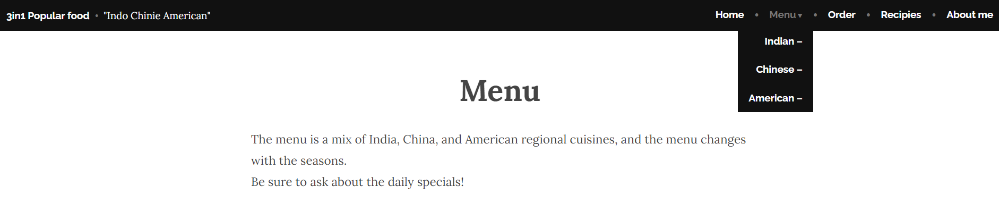 3in1 Popular food • "Indo Chinie American"
Home • Menu ▾ • Order • Recipies • About me
Indian –
Chinese –
American –
Menu
The menu is a mix of India, China, and American regional cuisines, and the menu changes
with the seasons.
Be sure to ask about the daily specials!